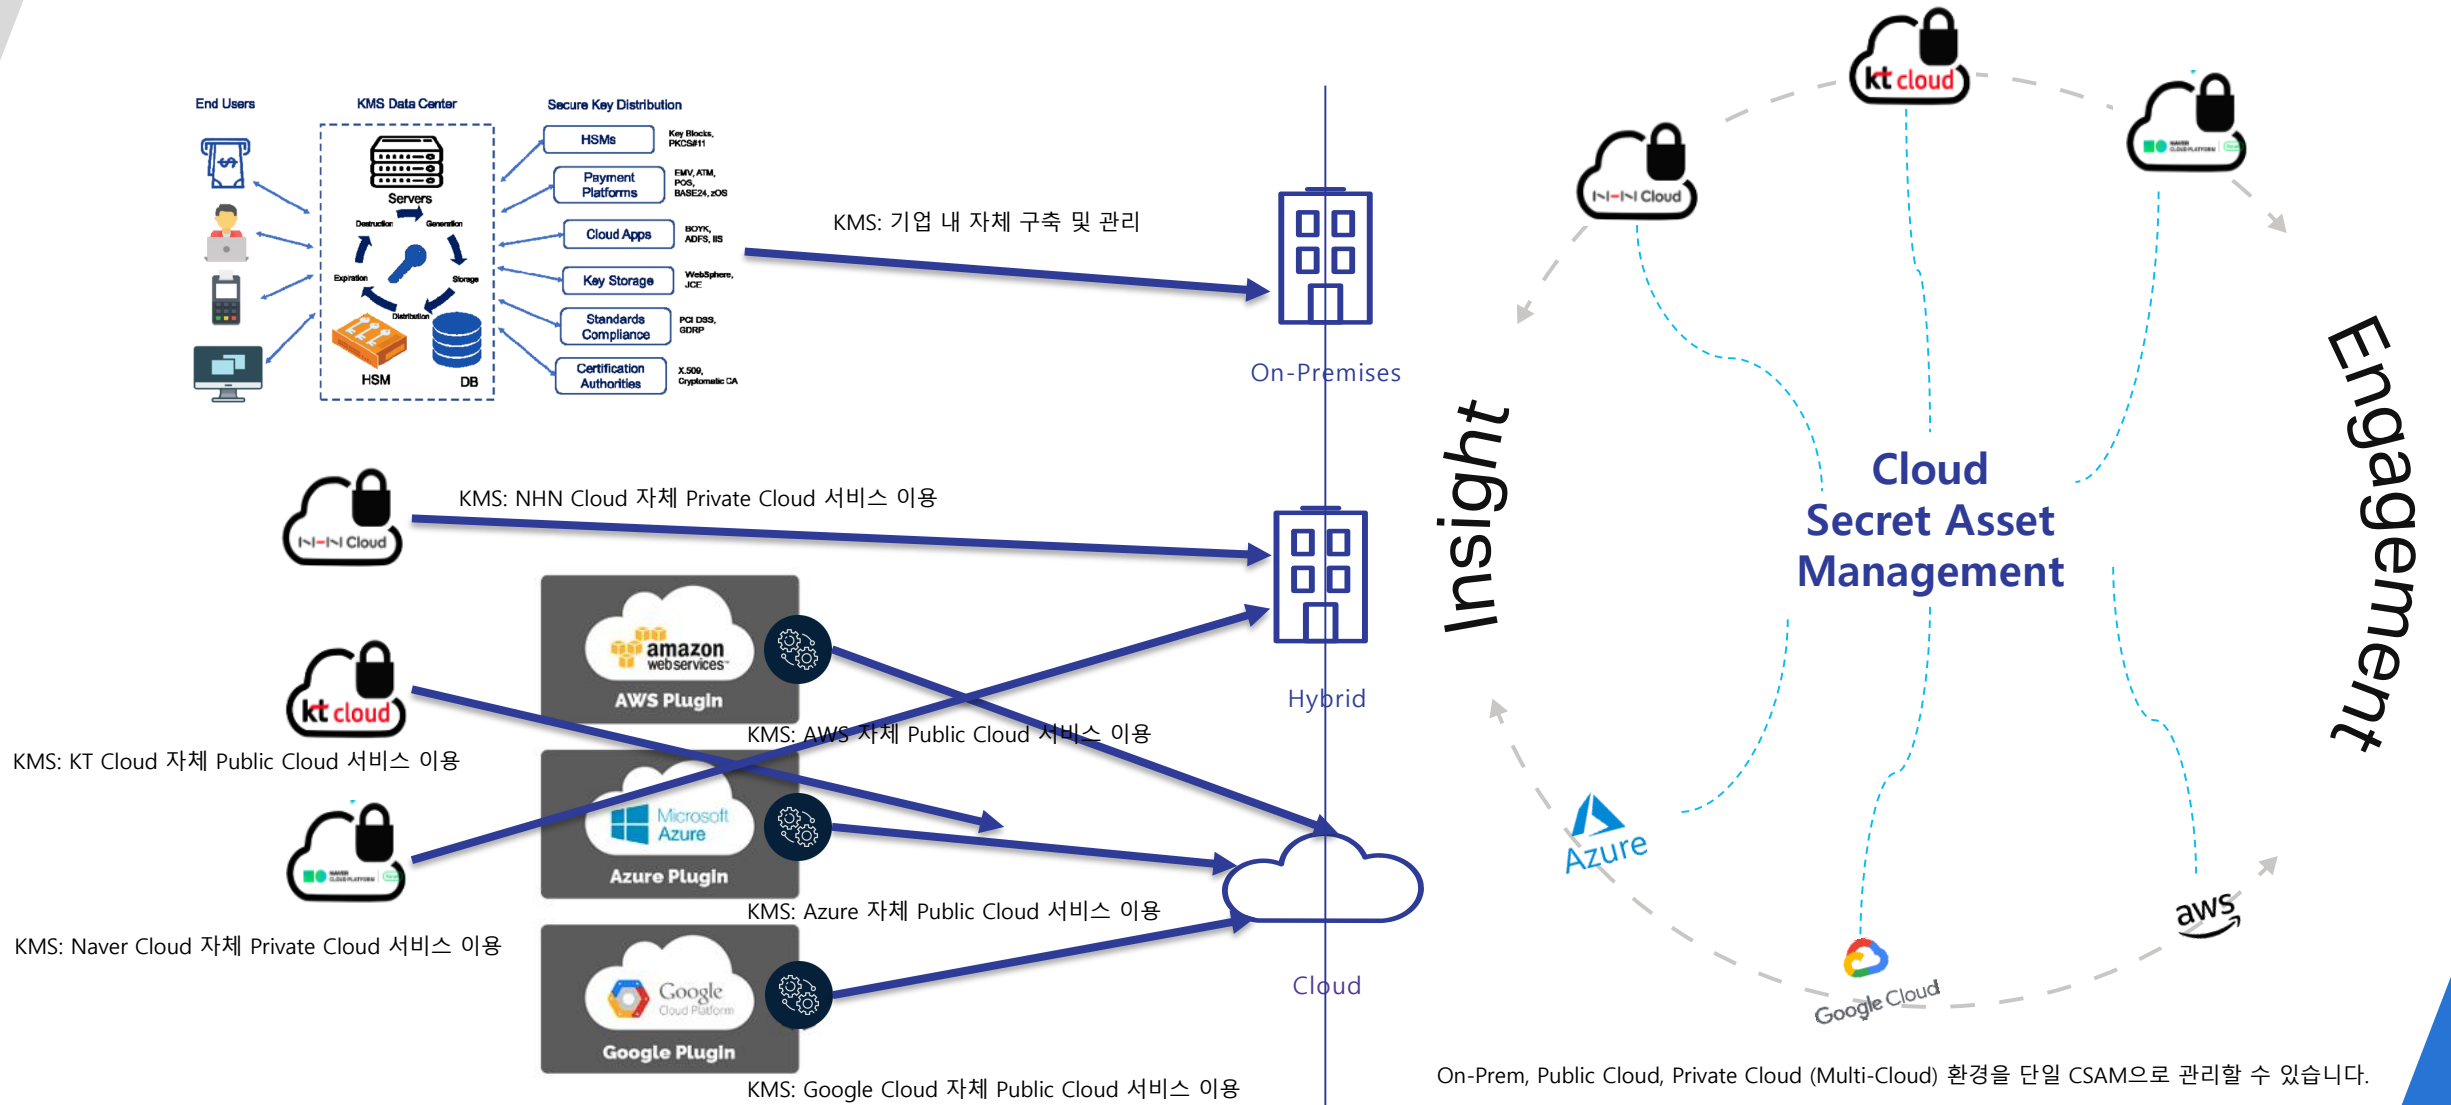 End Users
KMS Data Center
Secure Key Distribution
Servers
Destruction
Generation
Expiration
Storage
Distribution
HSM
DB
HSMs
Key Blocks,
PKCS#11
Payment
Platforms
EMV, ATM,
POS,
BASE24, zOS
Cloud Apps
BOYK,
ADFS, IIS
Key Storage
WebSphere,
JCE
Standards
Compliance
PCI DSS,
GDRP
Certification
Authorities
X.509,
Cryptomatic CA
KMS: 기업 내 자체 구축 및 관리
On-Premises
NHN Cloud
KMS: NHN Cloud 자체 Private Cloud 서비스 이용
Hybrid
kt cloud
KMS: KT Cloud 자체 Public Cloud 서비스 이용
NAVER
CLOUD PLATFORM
KMS: Naver Cloud 자체 Private Cloud 서비스 이용
amazon
webservices™
AWS Plugin
KMS: AWS 자체 Public Cloud 서비스 이용
Microsoft
Azure
Azure Plugin
KMS: Azure 자체 Public Cloud 서비스 이용
Google
Cloud Platform
Google Plugin
KMS: Google Cloud 자체 Public Cloud 서비스 이용
Cloud
kt cloud
NHN Cloud
NAVER
CLOUD PLATFORM
Insight
Engagement
Cloud
Secret Asset
Management
Azure
Google Cloud
aws
On-Prem, Public Cloud, Private Cloud (Multi-Cloud) 환경을 단일 CSAM으로 관리할 수 있습니다.